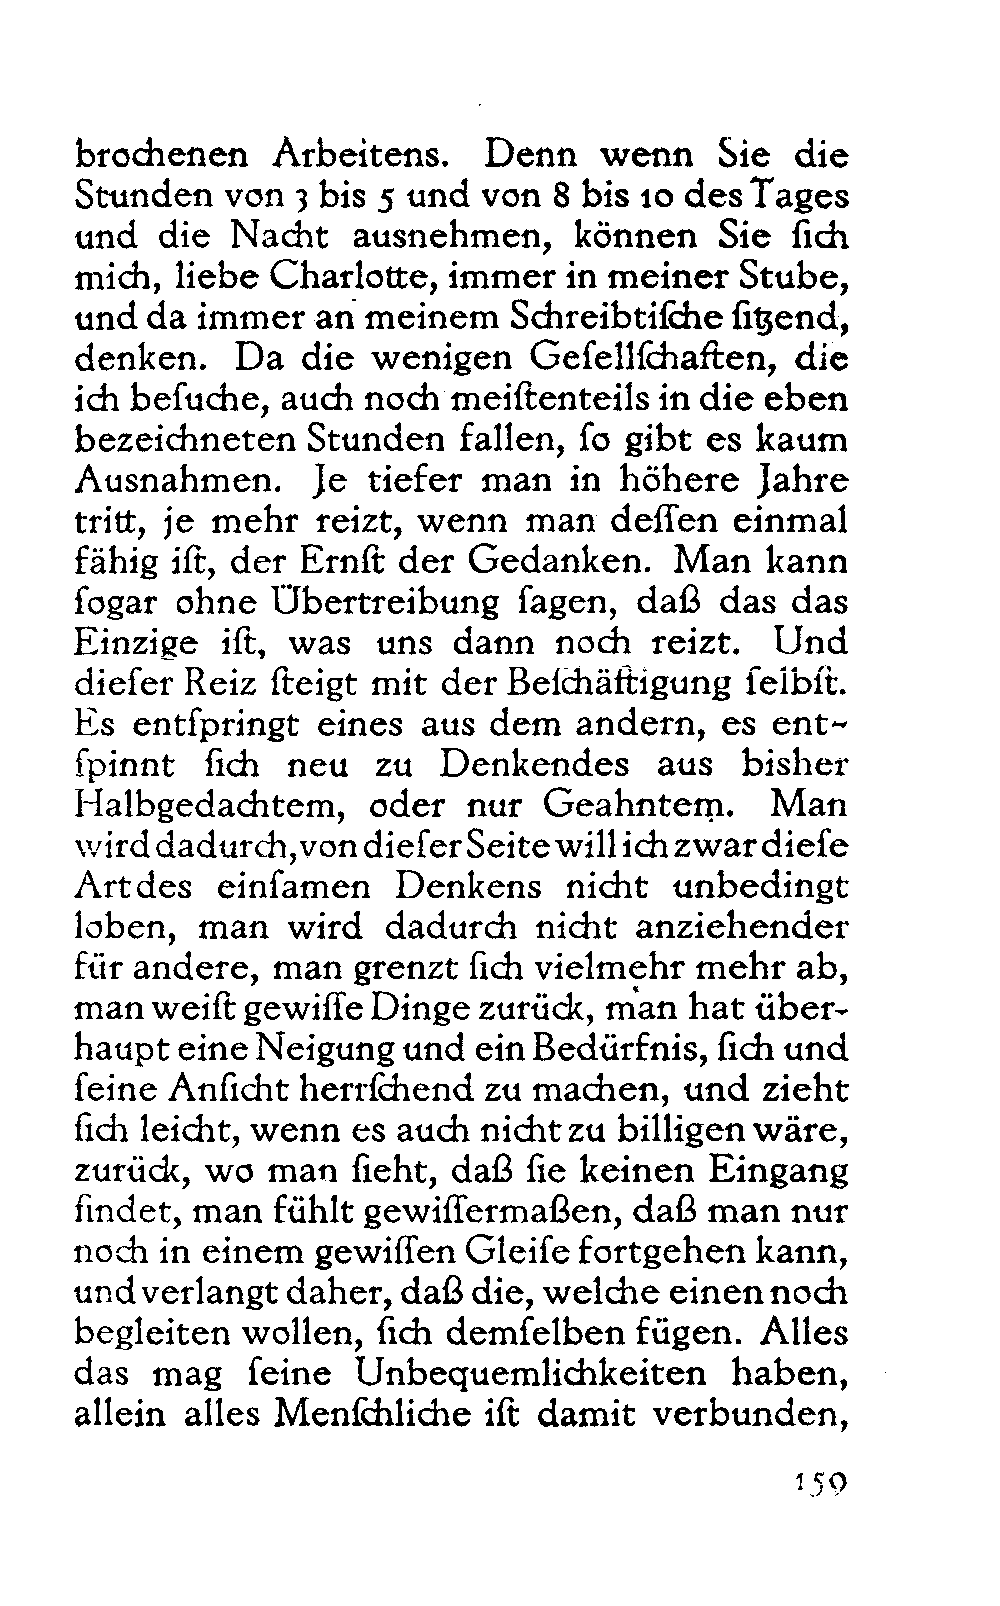 brochenen Arbeitens. Denn wenn Sie die
Stunden von 3 bis 5 und von 8 bis 10 des Tages
und die Nacht ausnehmen, können Sie ſich
mich, liebe Charlotte, immer in meiner Stube,
und da immer an meinem Schreibtiſche ſitzend,
denken. Da die wenigen Geſellſchaften, die
ich beſuche, auch noch meiſtenteils in die eben
bezeichneten Stunden fallen, ſo gibt es kaum
Ausnahmen. Je tiefer man in höhere Jahre
tritt, je mehr reizt, wenn man deſſen einmal
fähig iſt, der Ernſt der Gedanken. Man kann
ſogar ohne Übertreibung ſagen, daß das das
Einzige iſt, was uns dann noch reizt. Und
dieſer Reiz ſteigt mit der Beſchäftigung ſelbſt.
Es entſpringt eines aus dem andern, es ent-
ſpinnt ſich neu zu Denkendes aus bisher
Halbgedachtem, oder nur Geahntem. Man
wird dadurch, von dieſer Seite will ich zwar dieſe
Art des einſamen Denkens nicht unbedingt
loben, man wird dadurch nicht anziehender
für andere, man grenzt ſich vielmehr mehr ab,
man weiſt gewiſſe Dinge zurück, man hat über-
haupt eine Neigung und ein Bedürfnis, ſich und
ſeine Anſicht herrſchend zu machen, und zieht
ſich leicht, wenn es auch nicht zu billigen wäre,
zurück, wo man ſieht, daß ſie keinen Eingang
findet, man fühlt gewiſſermaßen, daß man nur
noch in einem gewiſſen Gleiſe fortgehen kann,
und verlangt daher, daß die, welche einen noch
begleiten wollen, ſich demſelben fügen. Alles
das mag ſeine Unbequemlichkeiten haben,
allein alles Menſchliche iſt damit verbunden,
159